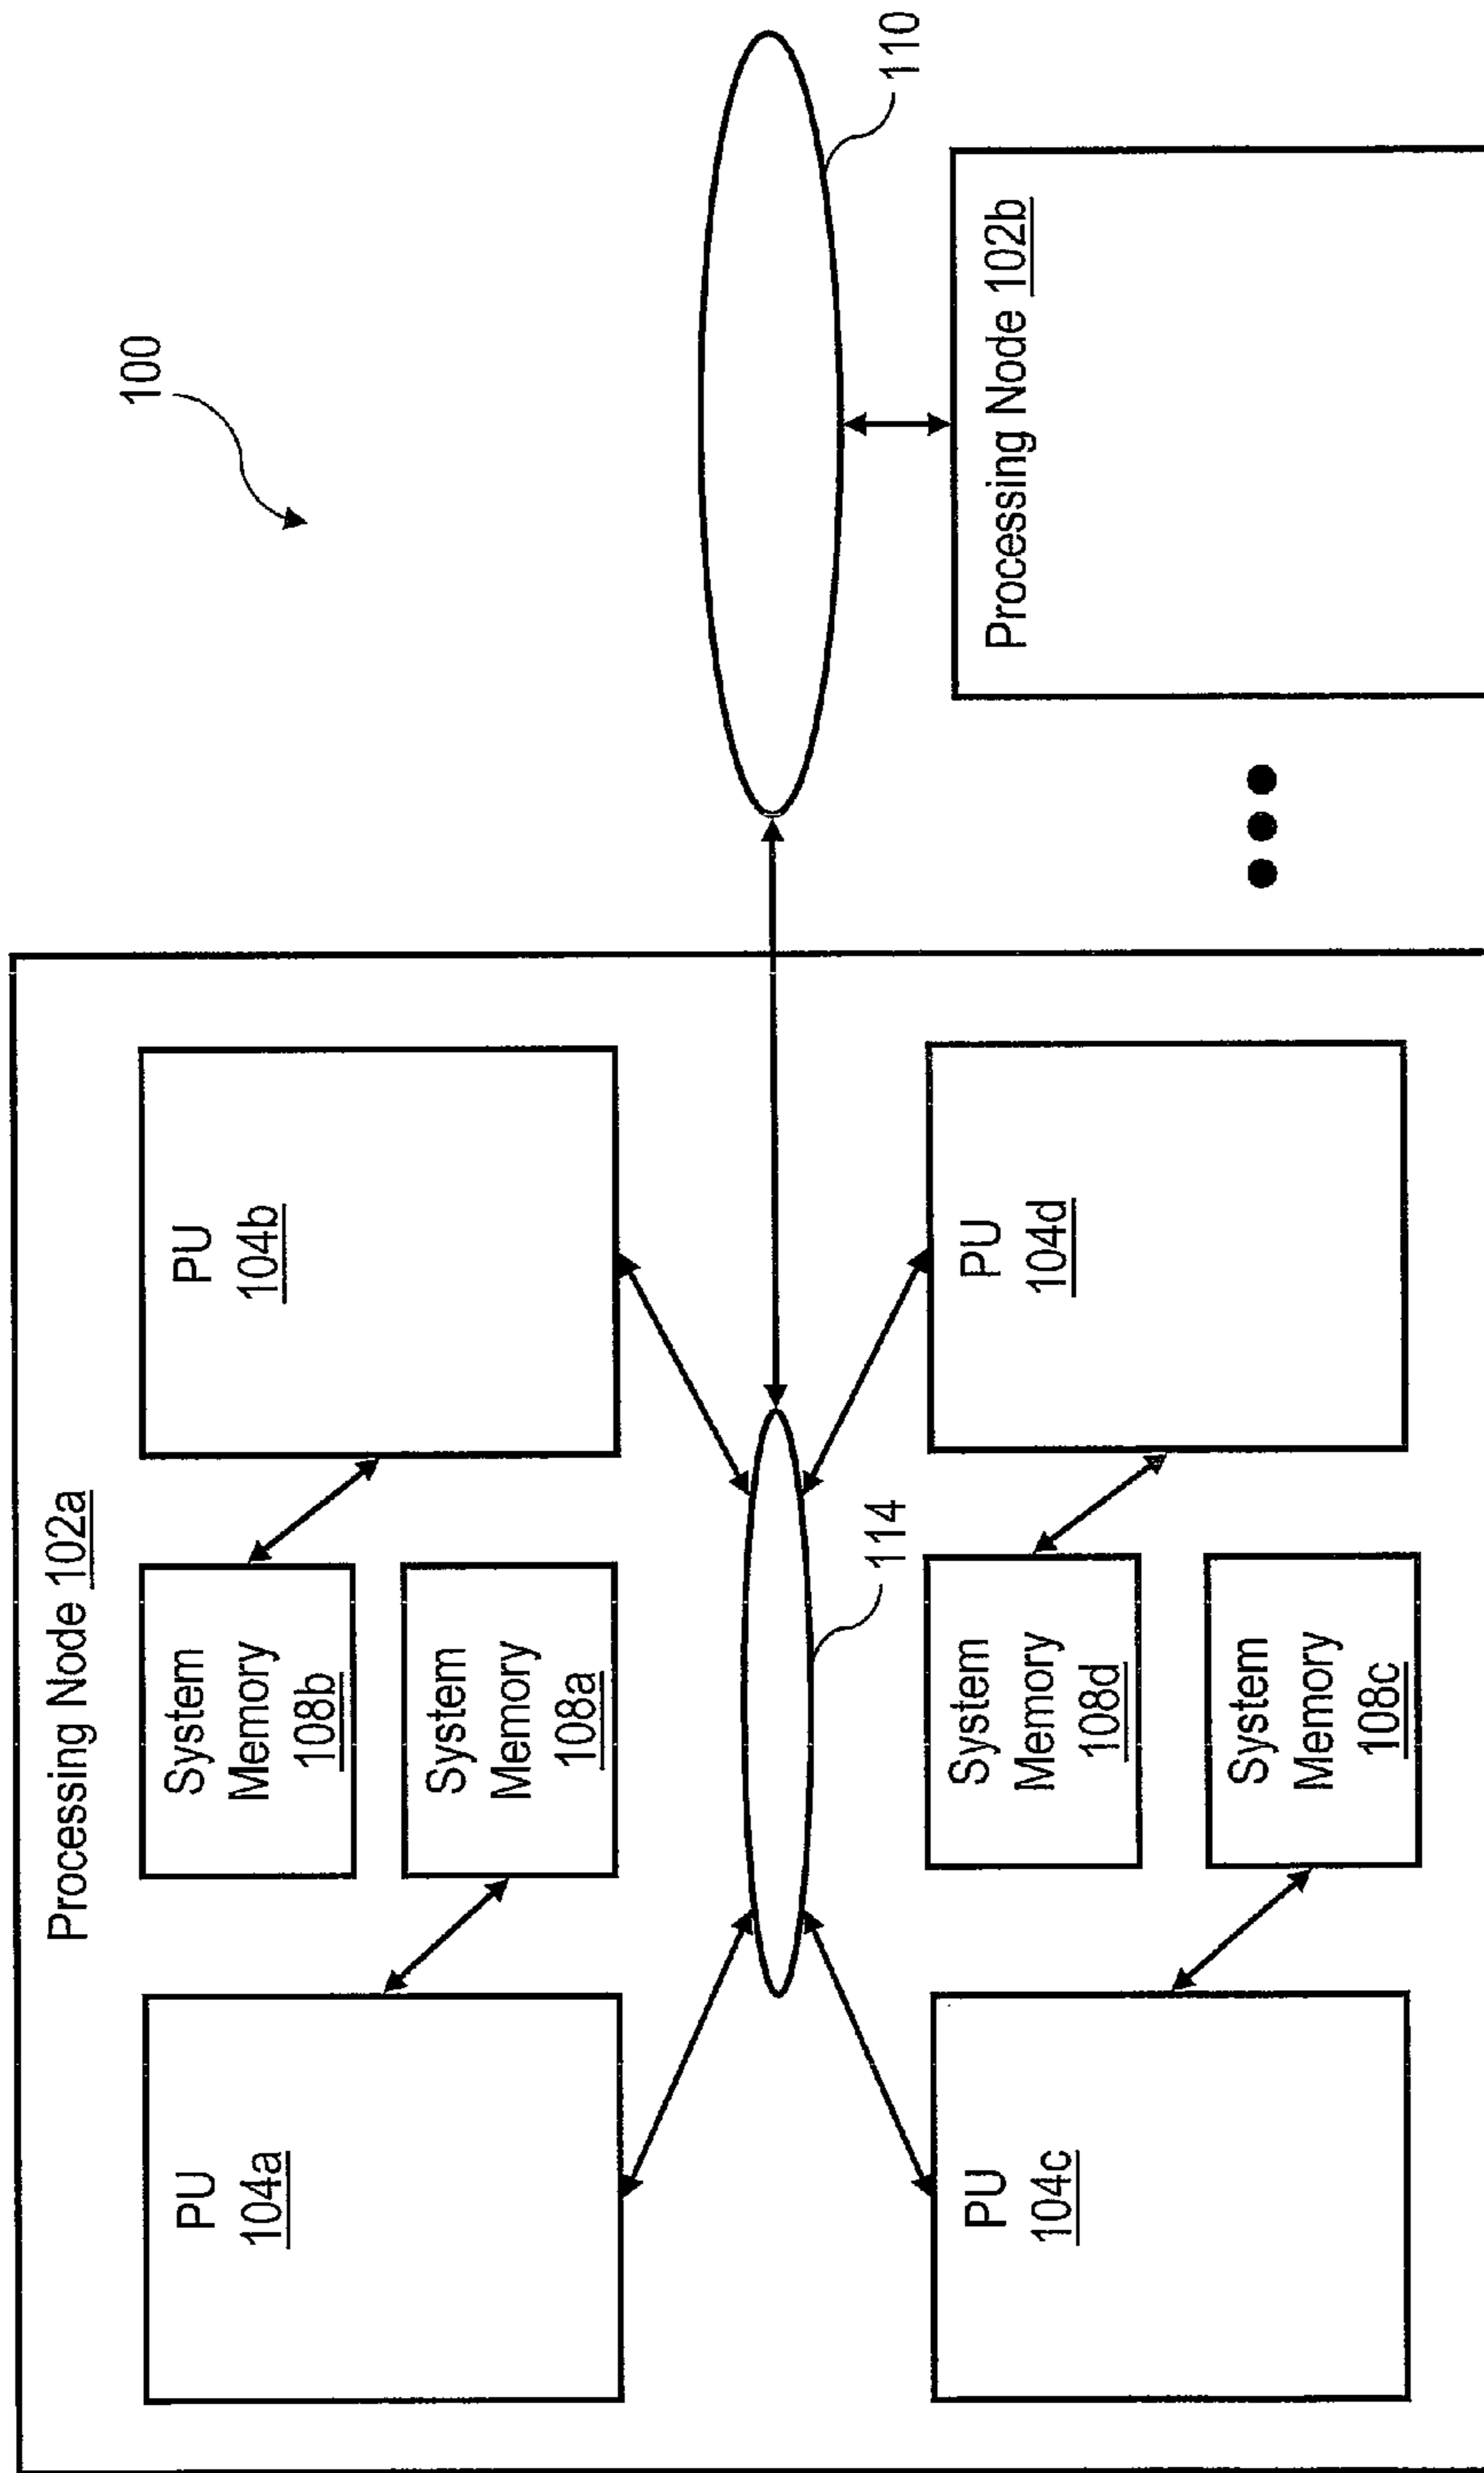 100
Processing Node 102a
PU
104a
System
Memory
108b
System
Memory
108a
PU
104b
114
110
PU
104c
System
Memory
108d
System
Memory
108c
PU
104d
Processing Node 102b